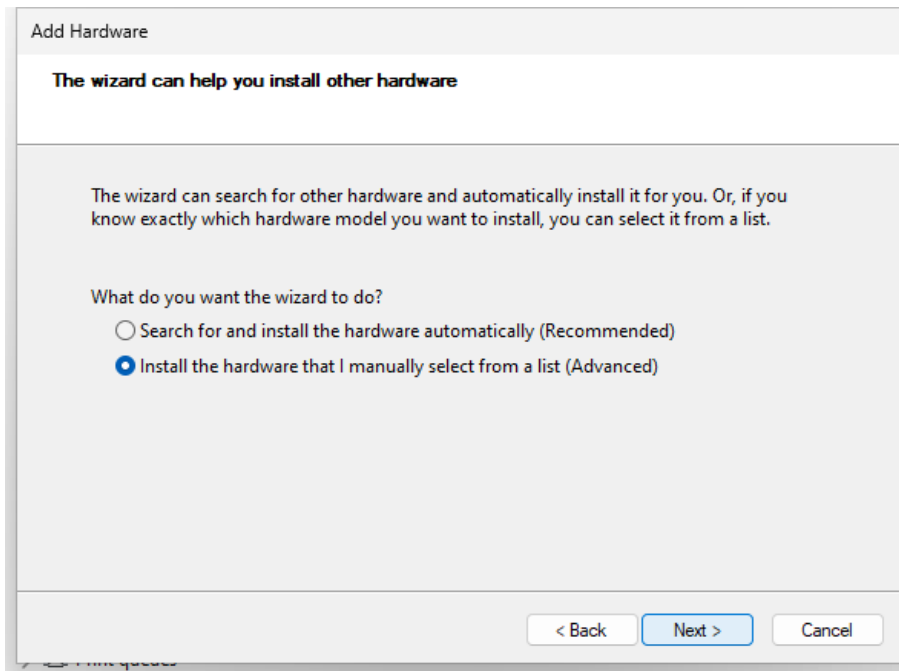 Add Hardware
The wizard can help you install other hardware
The wizard can search for other hardware and automatically install it for you. Or, if you
know exactly which hardware model you want to install, you can select it from a list.
What do you want the wizard to do?
Search for and install the hardware automatically (Recommended)
Install the hardware that I manually select from a list (Advanced)
< Back
Next >
Cancel
Print queues